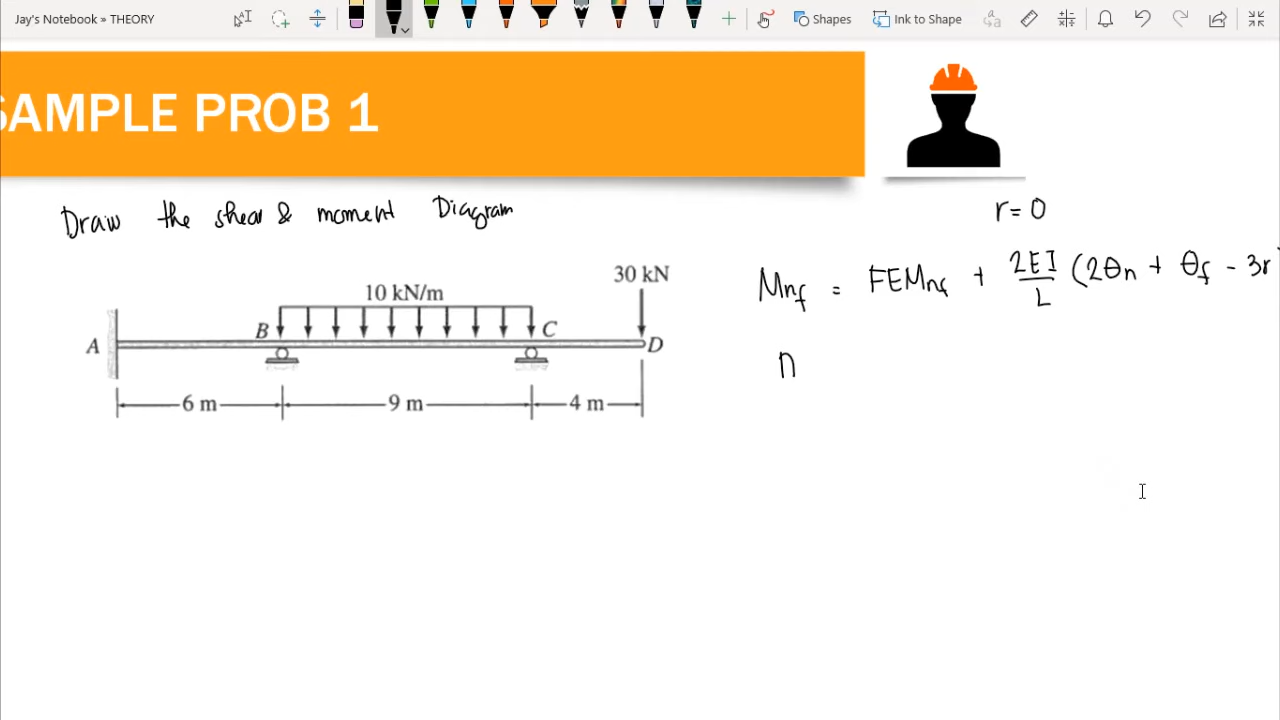 Jay's Notebook » THEORY
Shapes
Ink to Shape
SAMPLE PROB 1
Draw the shear & moment Diagram
r = 0
Mnf = FEMnf + 2EI/L (2θn + θf - 3r
30 kN
10 kN/m
A B C D
n
6 m 9 m 4 m